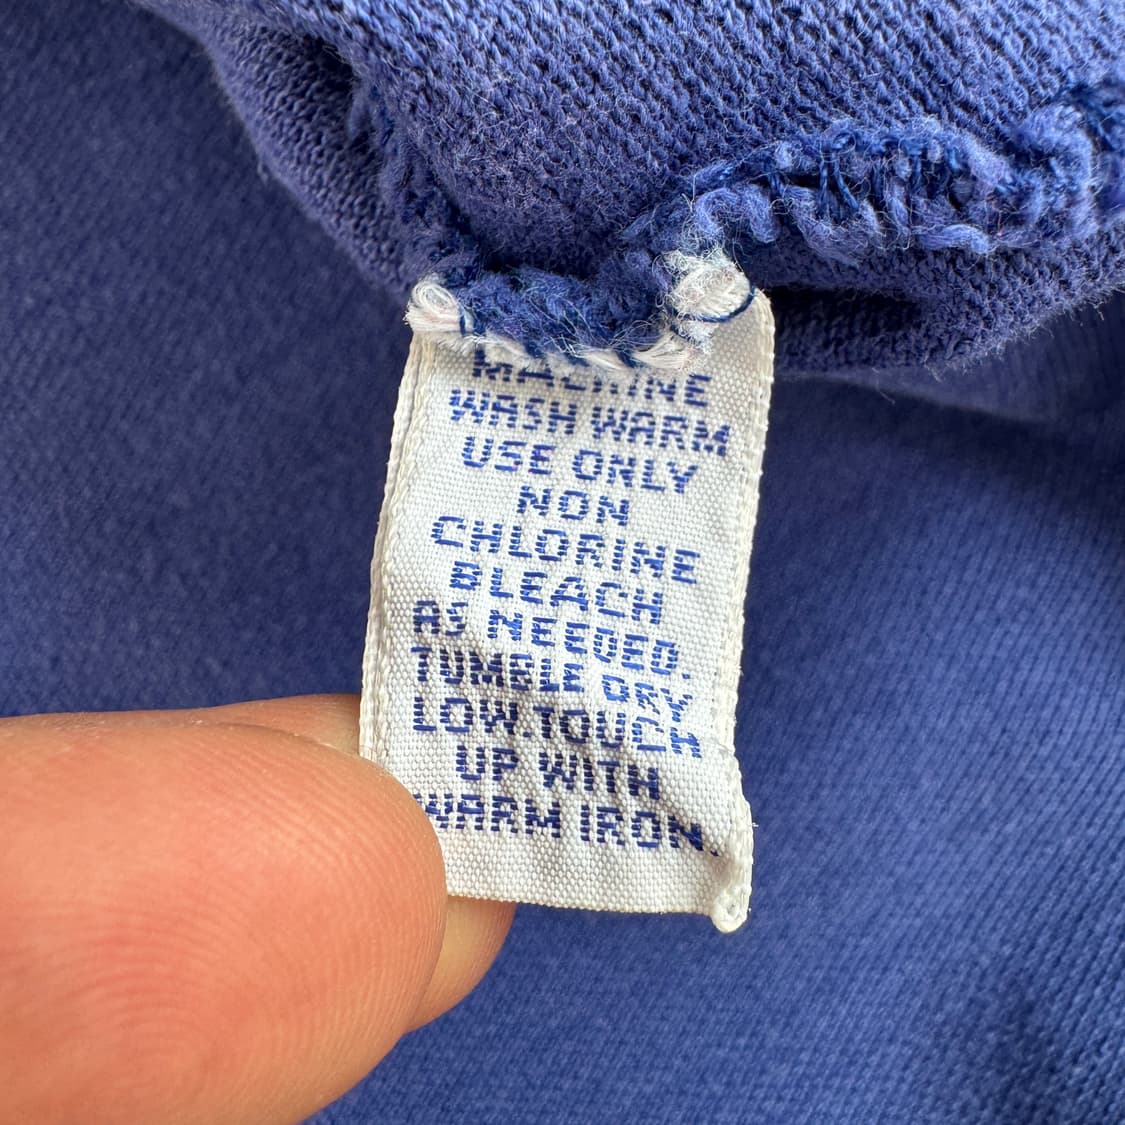 MACHINE
WASH WARM
USE ONLY
NON
CHLORINE
BLEACH
AS NEEDED.
TUMBLE DRY
LOW.TOUCH
UP WITH
WARM IRON.